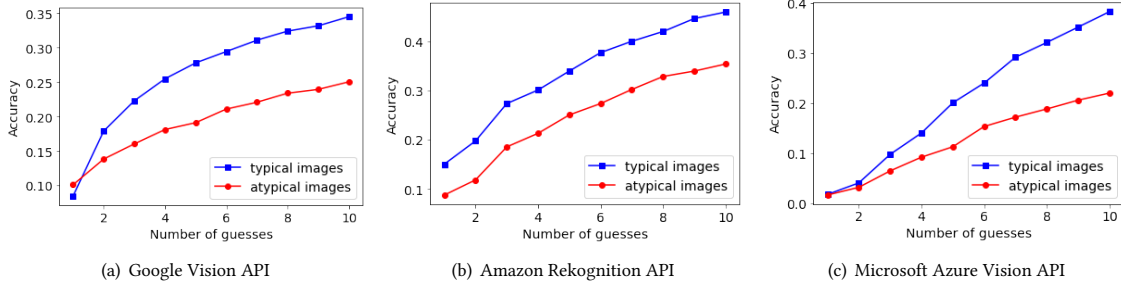 0.35
0.30
0.25
0.20
0.15
0.10
Accuracy
typical images
atypical images
2 4 6 8 10
Number of guesses
(a) Google Vision API
0.4
0.3
0.2
0.1
Accuracy
typical images
atypical images
2 4 6 8 10
Number of guesses
(b) Amazon Rekognition API
0.4
0.3
0.2
0.1
0.0
Accuracy
typical images
atypical images
2 4 6 8 10
Number of guesses
(c) Microsoft Azure Vision API